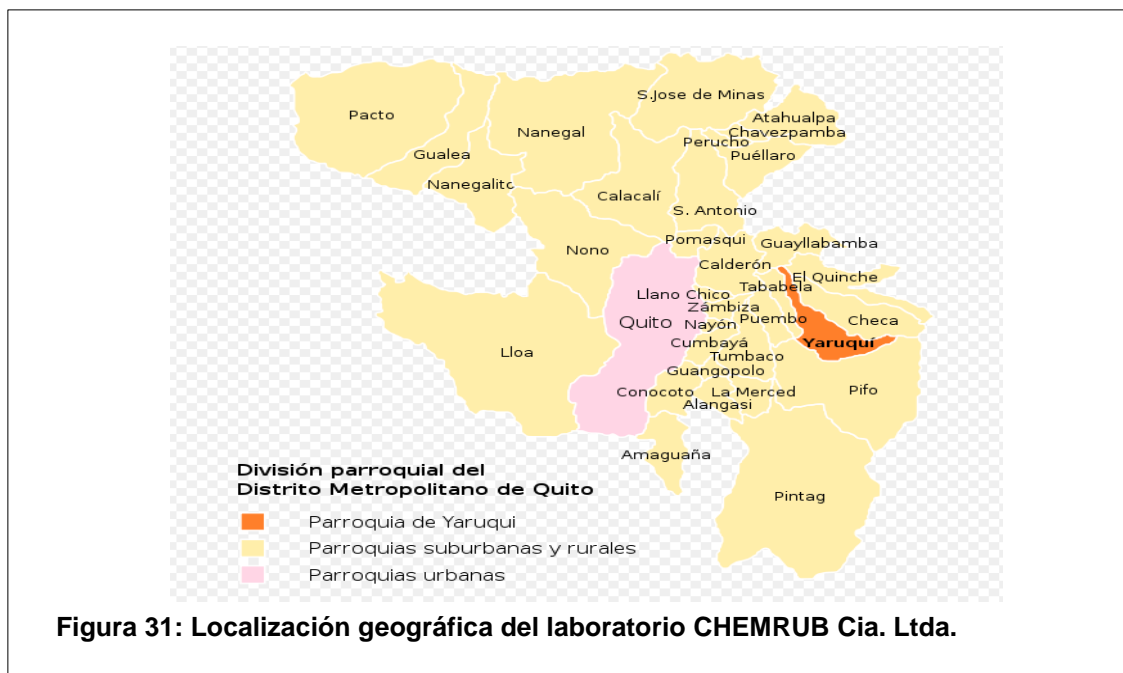 S.Jose de Minas
Pacto
Atahualpa
Nanegal
Chavezpamba
Perucho
Gualea
Puéllaro
Nanegalito
Calacalí
S. Antonio
Pomasqui
Guayllabamba
Nono
Calderón
El Quinche
Tababela
Llano Chico
Zámbiza
Puembo
Checa
Quito
Nayón
Yaruquí
Cumbayá
Lloa
Tumbaco
Guangopolo
Conocoto
La Merced
Pifo
Alangasi
Amaguaña
Pintag
División parroquial del
Distrito Metropolitano de Quito
Parroquia de Yaruqui
Parroquias suburbanas y rurales
Parroquias urbanas
Figura 31: Localización geográfica del laboratorio CHEMRUB Cia. Ltda.